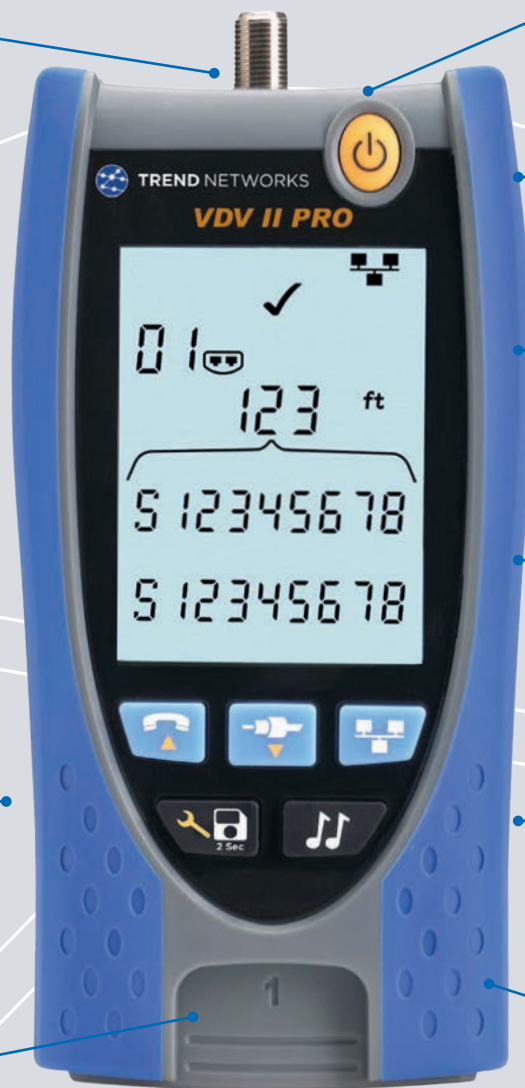 TREND NETWORKS
VDV II PRO
01
123 ft
S 12345678
S 12345678
2 Sec
1